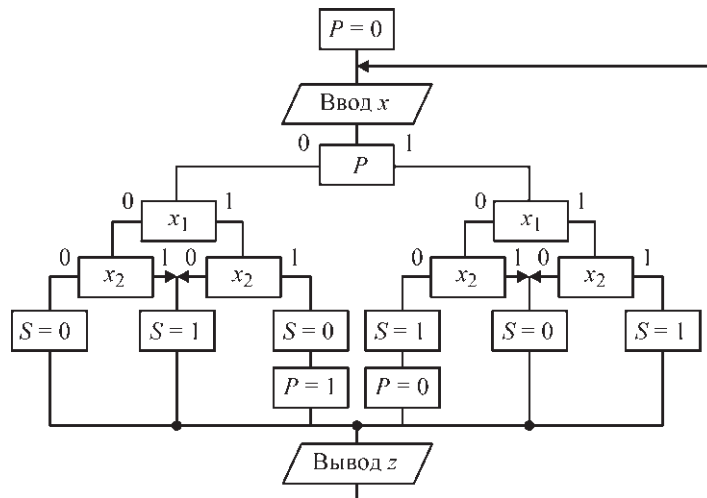 P = 0
Ввод x
0 1
P
0 1 0 1
x₁ x₁
0 1 0 1 0 1 0 1
x₂ x₂ x₂ x₂
S = 0 S = 1 S = 0 S = 1 S = 0 S = 1
P = 1 P = 0
Вывод z